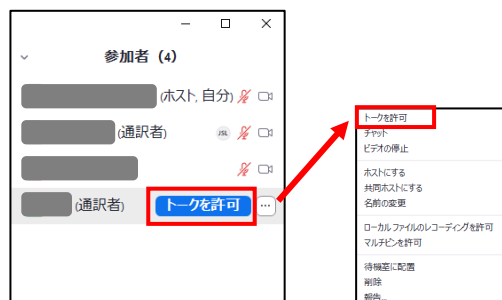 参加者 (4)
(ホスト, 自分)
(通訳者)
JSL
(通訳者)
トークを許可
...
トークを許可
チャット
ビデオの停止
ホストにする
共同ホストにする
名前の変更
ローカル ファイルのレコーディングを許可
マルチピンを許可
待機室に配置
削除
報告...